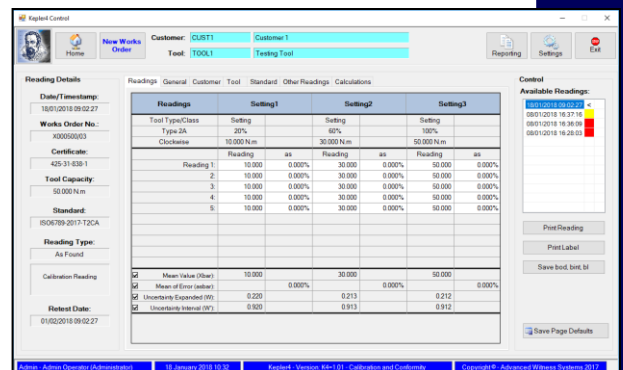 Kepler4 Control
Home
New Works Order
Customer: CUST1 Customer 1
Tool: TOOL1 Testing Tool
Reporting Settings Exit
Reading Details
Date/Timestamp:
18/01/2018 09:02:27
Works Order No.:
X000500/03
Certificate:
425-31-838-1
Tool Capacity:
50.000 N.m
Standard:
ISO6789-2017-T2CA
Reading Type:
As Found
Calibration Reading
Retest Date:
01/02/2018 09:02:27
Readings General Customer Tool Standard Other Readings Calculations
Readings Setting1 Setting2 Setting3
Tool Type/Class Setting Setting Setting
Type 2A 20% 60% 100%
Clockwise 10.000 N.m 30.000 N.m 50.000 N.m
Reading as Reading as Reading as
Reading 1: 10.000 0.000% 30.000 0.000% 50.000 0.000%
2: 10.000 0.000% 30.000 0.000% 50.000 0.000%
3: 10.000 0.000% 30.000 0.000% 50.000 0.000%
4: 10.000 0.000% 30.000 0.000% 50.000 0.000%
5: 10.000 0.000% 30.000 0.000% 50.000 0.000%
Mean Value (Xbar): 10.000 30.000 50.000
Mean of Error (asbar): 0.000% 0.000% 0.000%
Uncertainty Expanded (W): 0.220 0.213 0.212
Uncertainty Interval (W'): 0.920 0.913 0.912
Control
Available Readings:
18/01/2018 09:02:27 <
08/01/2018 16:37:16
08/01/2018 16:36:09
08/01/2018 16:28:03
Print Reading
Print Label
Save bod, bint, bl
Save Page Defaults
Admin - Admin Operator (Administrator) 18 January 2018 10:32 Kepler4 - Version: K4=1.01 - Calibration and Conformity Copyright © - Advanced Witness Systems 2017